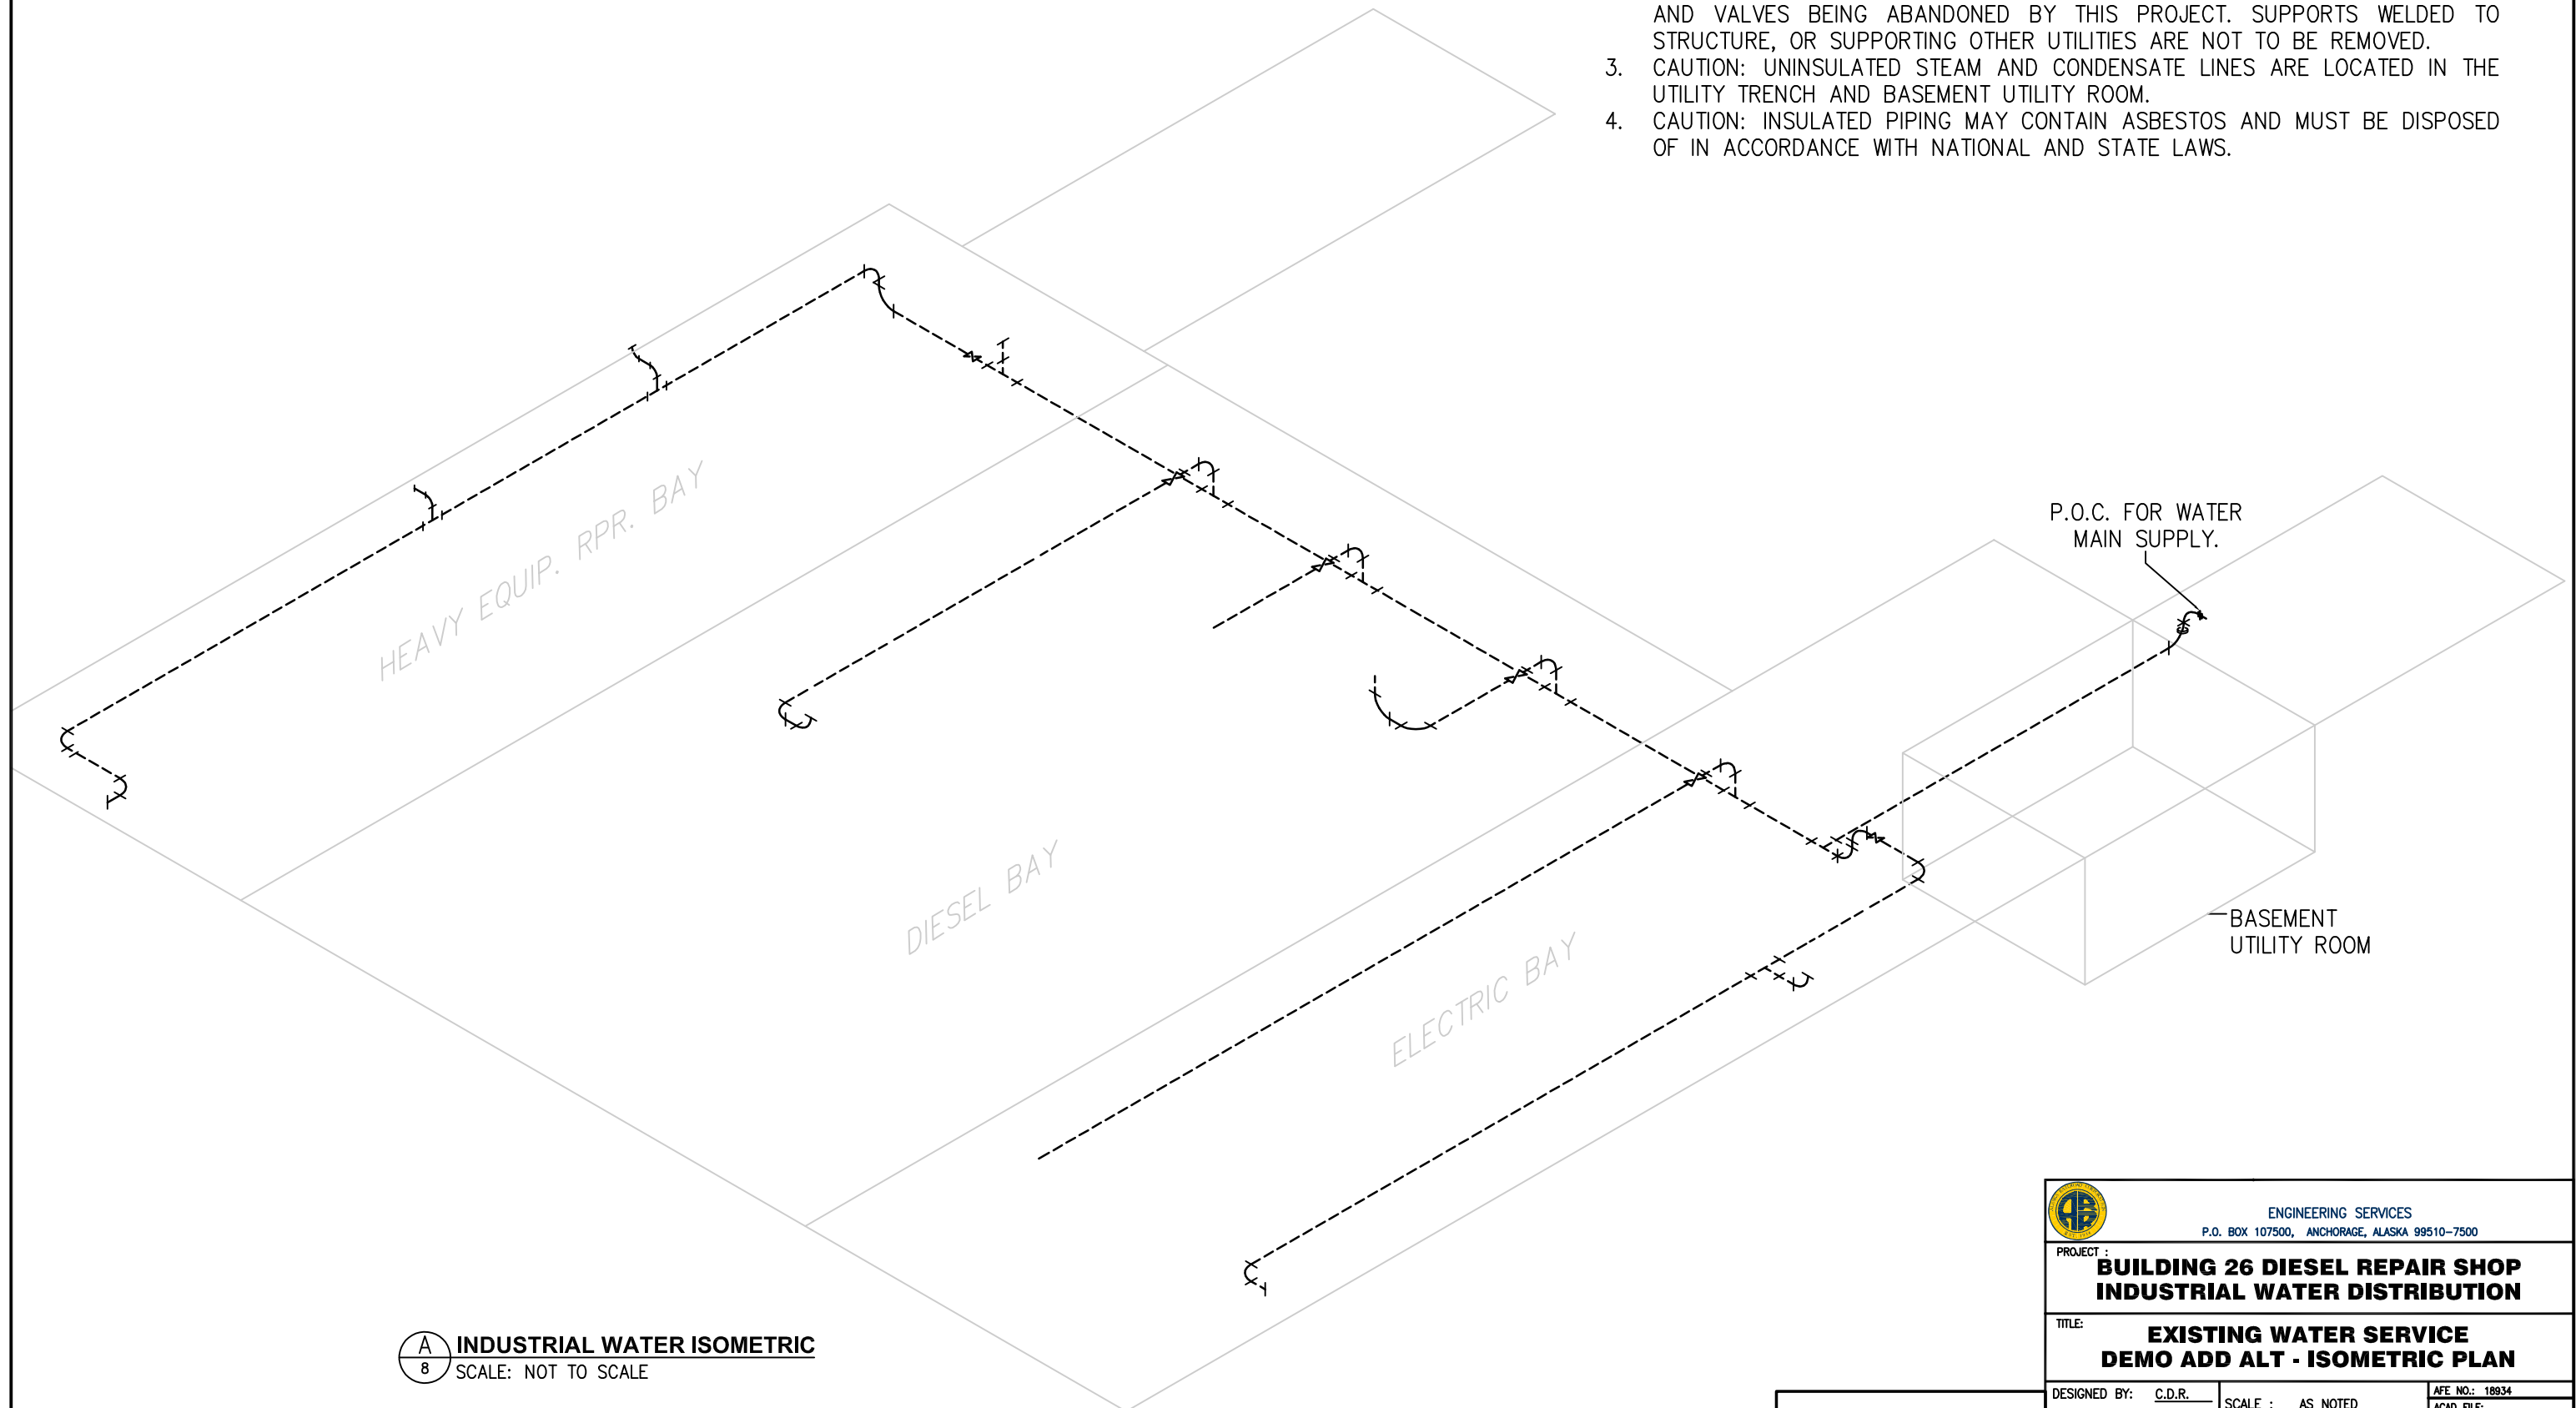 AND VALVES BEING ABANDONED BY THIS PROJECT. SUPPORTS WELDED TO
STRUCTURE, OR SUPPORTING OTHER UTILITIES ARE NOT TO BE REMOVED.
3. CAUTION: UNINSULATED STEAM AND CONDENSATE LINES ARE LOCATED IN THE
UTILITY TRENCH AND BASEMENT UTILITY ROOM.
4. CAUTION: INSULATED PIPING MAY CONTAIN ASBESTOS AND MUST BE DISPOSED
OF IN ACCORDANCE WITH NATIONAL AND STATE LAWS.
HEAVY EQUIP. RPR. BAY
P.O.C. FOR WATER
MAIN SUPPLY.
DIESEL BAY
ELECTRIC BAY
BASEMENT
UTILITY ROOM
A
8
INDUSTRIAL WATER ISOMETRIC
SCALE: NOT TO SCALE
ENGINEERING SERVICES
P.O. BOX 107500, ANCHORAGE, ALASKA 99510-7500
PROJECT :
BUILDING 26 DIESEL REPAIR SHOP
INDUSTRIAL WATER DISTRIBUTION
TITLE:
EXISTING WATER SERVICE
DEMO ADD ALT - ISOMETRIC PLAN
DESIGNED BY: C.D.R.
SCALE : AS NOTED
AFE NO.: 18934
ACAD FILE: